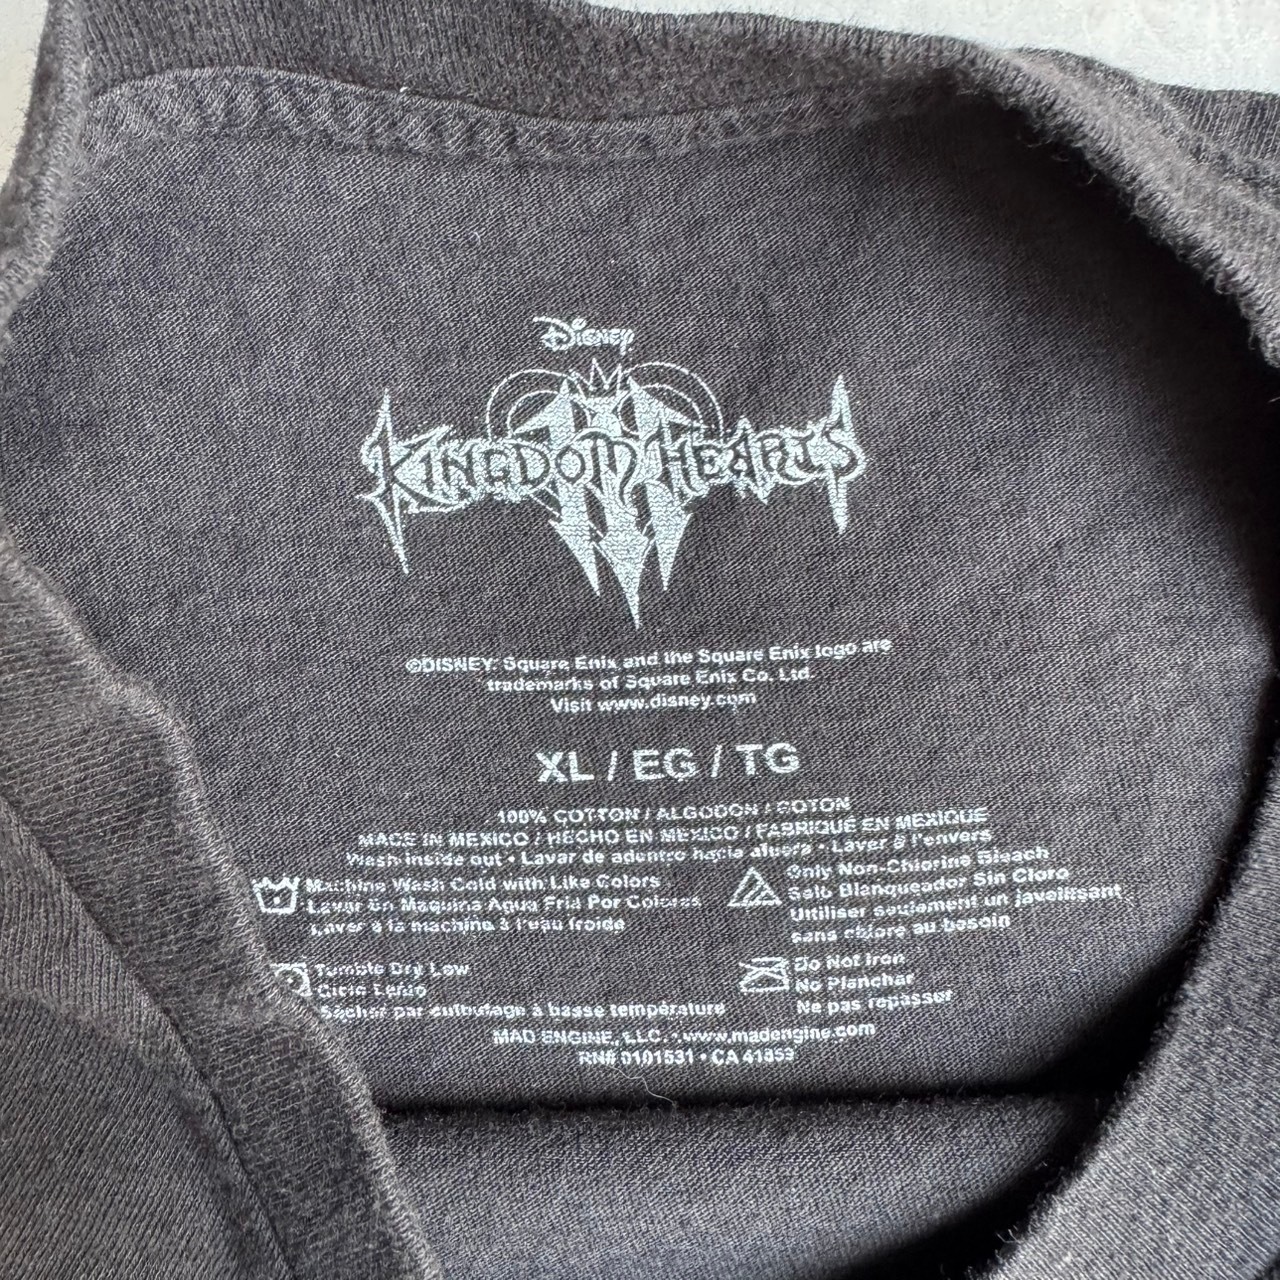 Disney
KINGDOM HEARTS
III
©DISNEY. Square Enix and the Square Enix logo are
trademarks of Square Enix Co. Ltd.
Visit www.disney.com
XL / EG / TG
100% COTTON / ALGODON / COTON
MADE IN MEXICO / HECHO EN MEXICO / FABRIQUÉ EN MEXIQUE
Wash inside out • Lavar de adentro hacia afuera • Laver à l'envers
Machine Wash Cold with Like Colors
Lavar En Maquina Agua Fria Por Colores
Laver à la machine à l'eau froide
Only Non-Chlorine Bleach
Solo Blanqueador Sin Cloro
Utiliser seulement un javellisant
sans chlore au besoin
Tumble Dry Low
Ciclo Lento
Sécher par culbutage à basse température
Do Not Iron
No Planchar
Ne pas repasser
MAD ENGINE, LLC. • www.madengine.com
RN# 0101531 • CA 41853